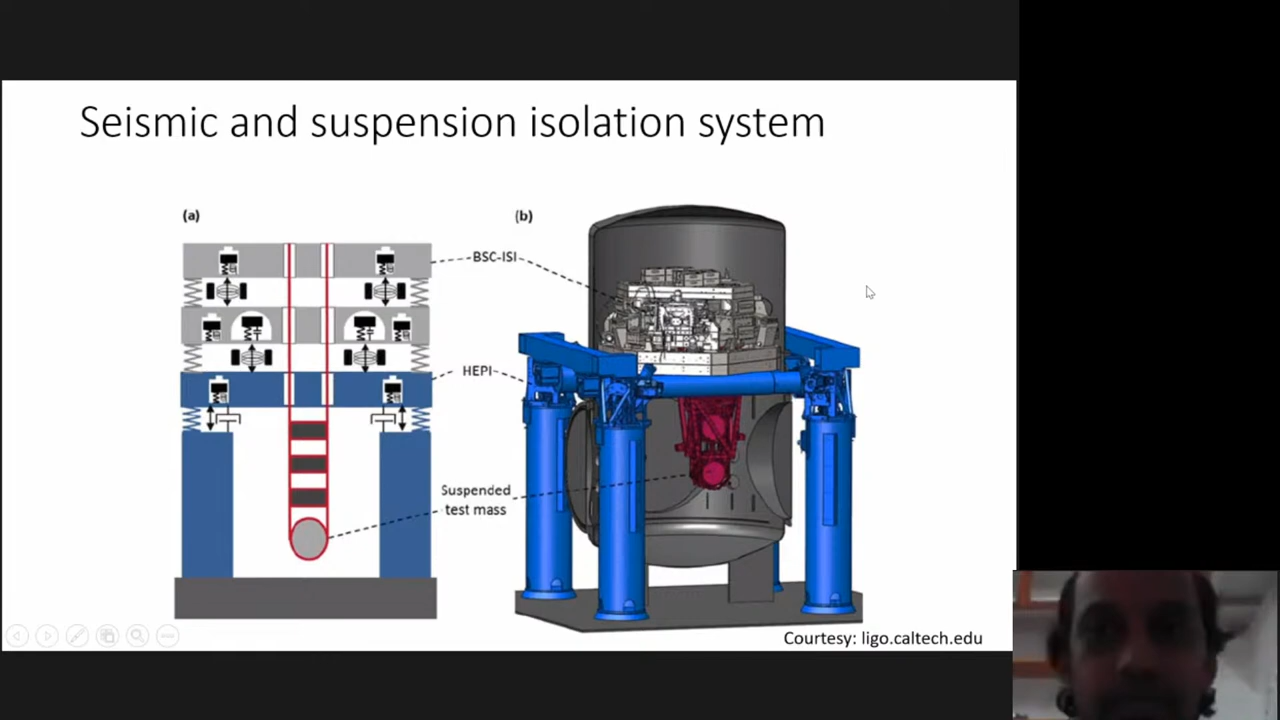 Seismic and suspension isolation system
(a)
(b)
BSC-ISI
HEPI
Suspended
test mass
Courtesy: ligo.caltech.edu